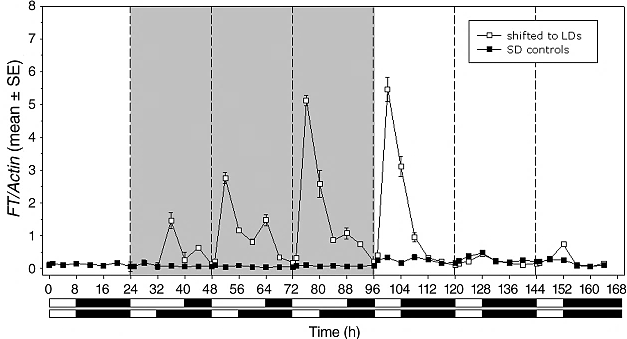 8
7
6
5
4
3
2
1
0
FT/Actin (mean ± SE)
shifted to LDs
SD controls
0 8 16 24 32 40 48 56 64 72 80 88 96 104 112 120 128 136 144 152 160 168
Time (h)